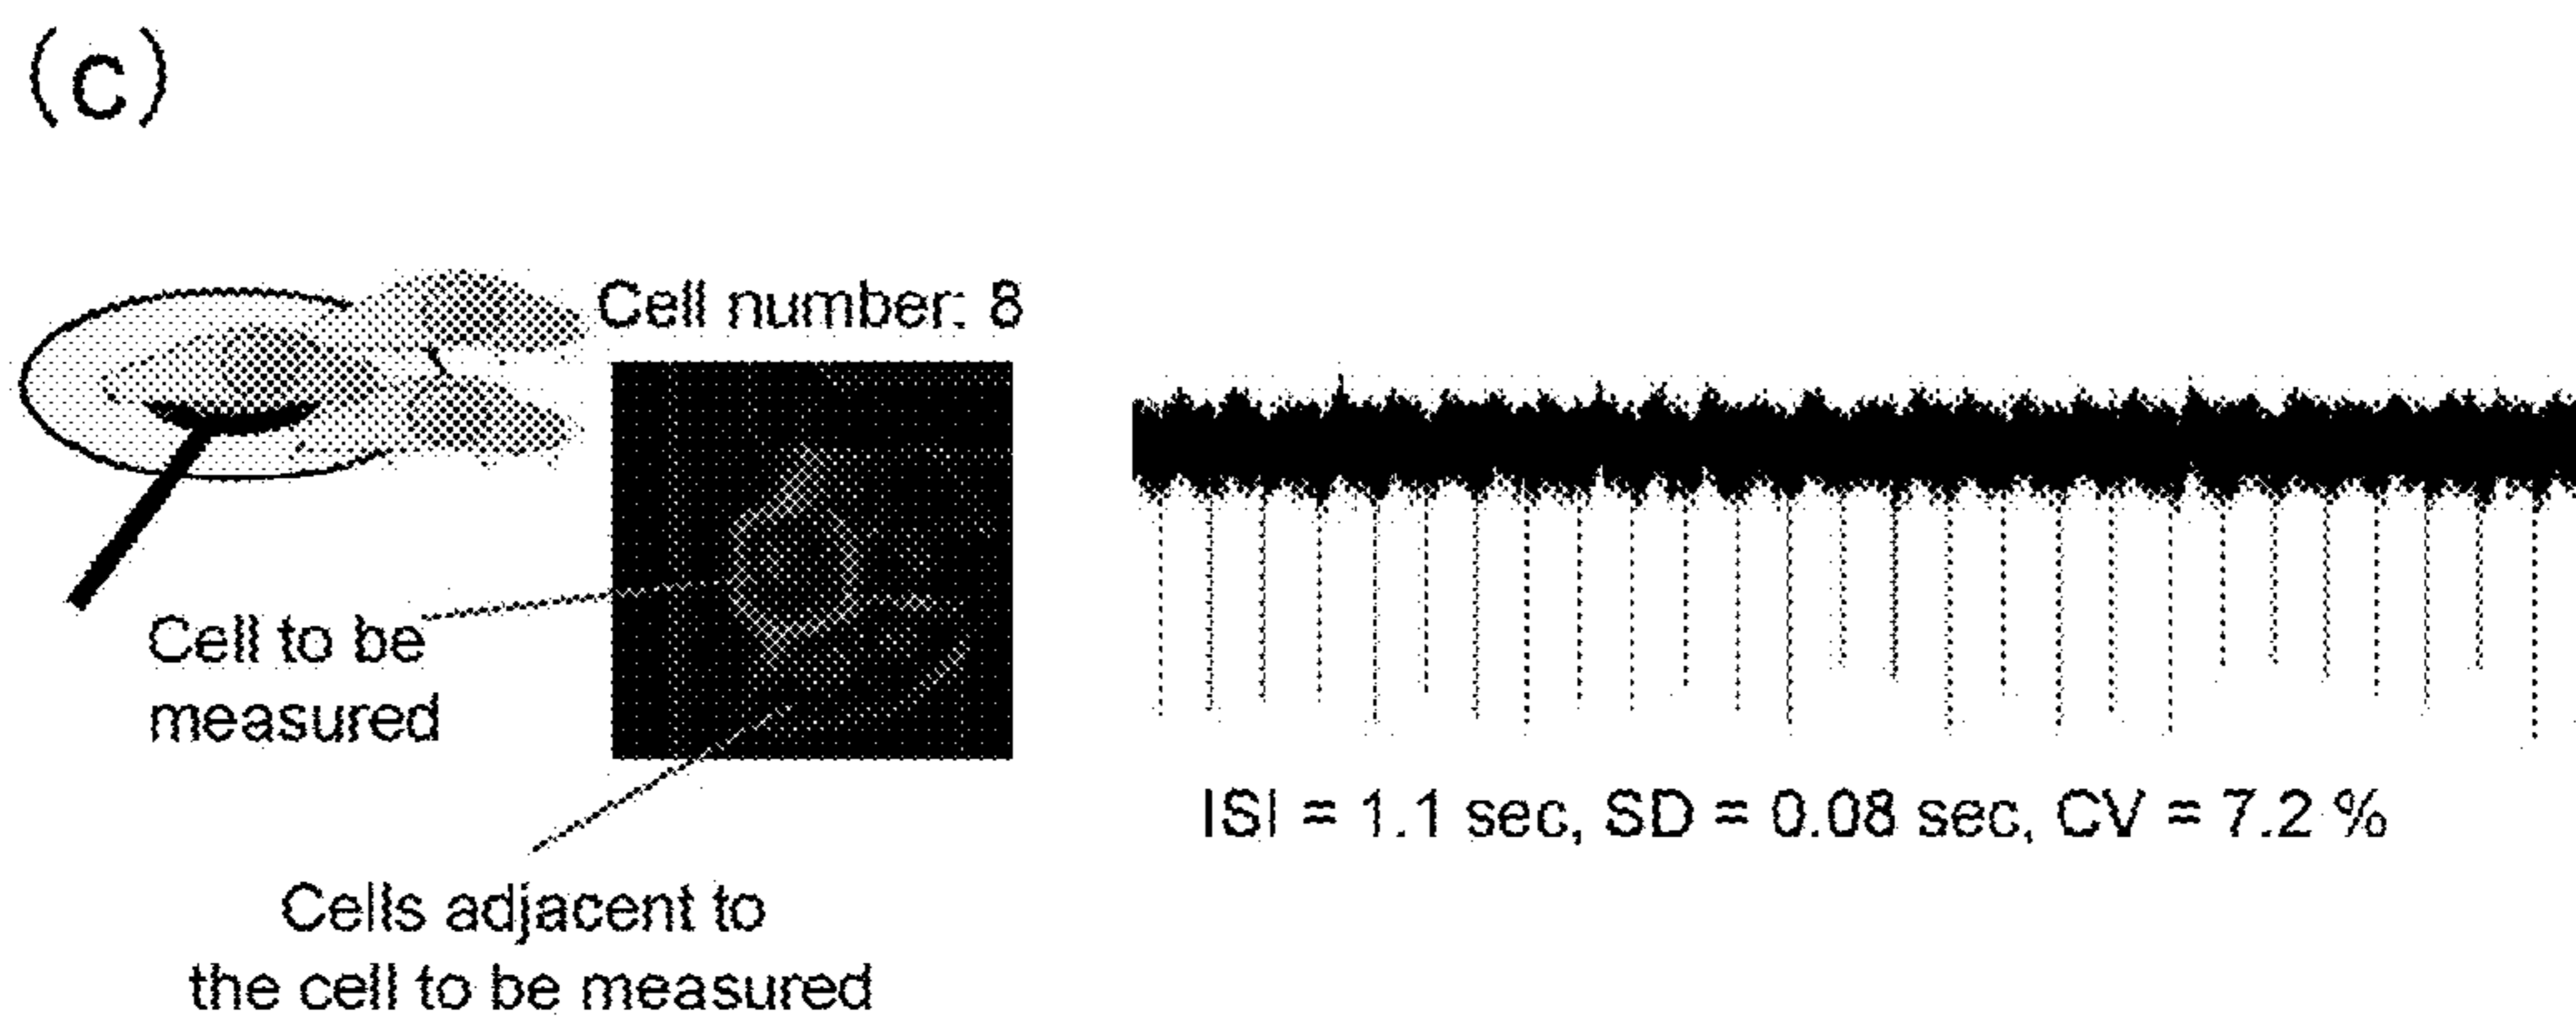 (c)
Cell number: 8
Cell to be
measured
Cells adjacent to
the cell to be measured
ISI = 1.1 sec, SD = 0.08 sec, CV = 7.2 %